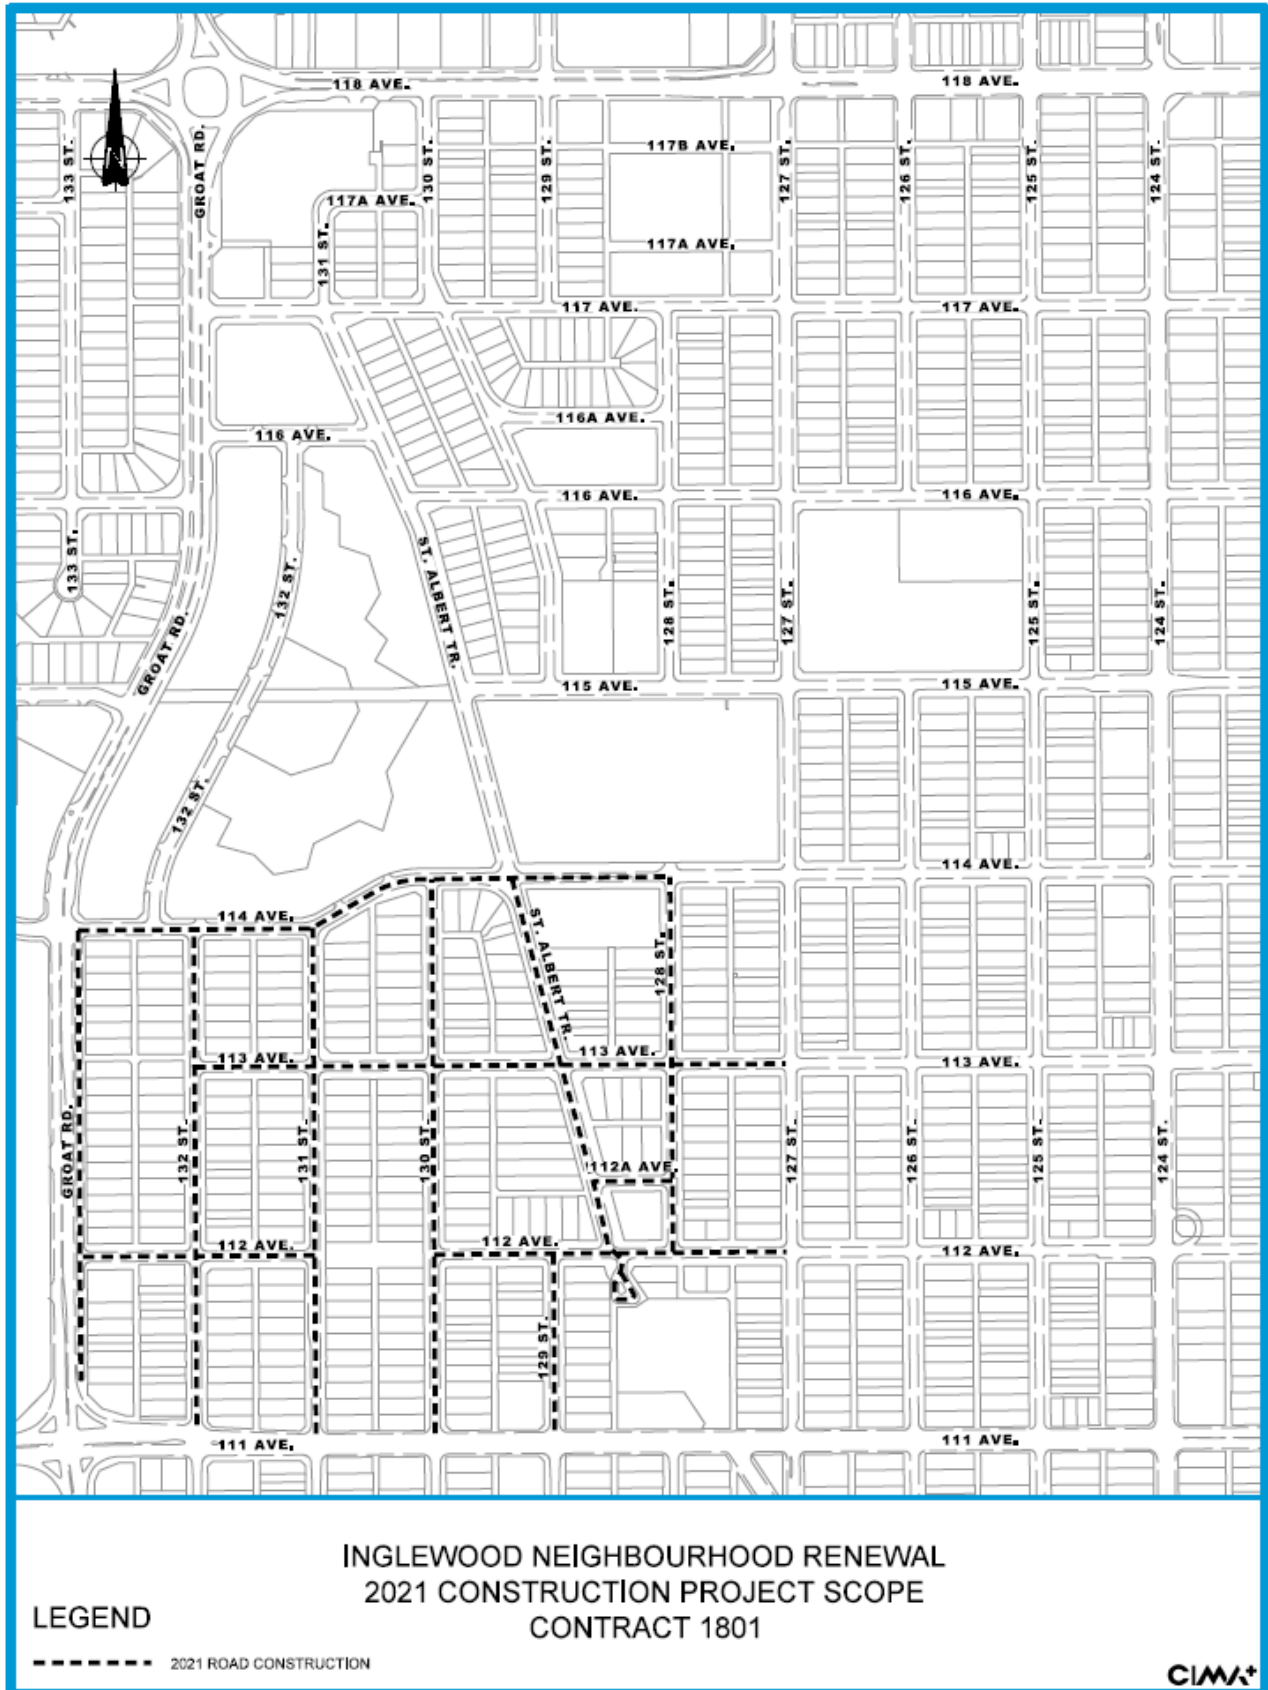 118 AVE.
118 AVE.
133 ST.
GROAT RD.
130 ST.
129 ST.
117B AVE.
127 ST.
126 ST.
125 ST.
124 ST.
117A AVE.
131 ST.
117A AVE.
117 AVE.
117 AVE.
116A AVE.
116 AVE.
116 AVE.
116 AVE.
133 ST.
132 ST.
ST. ALBERT TR.
128 ST.
127 ST.
125 ST.
124 ST.
GROAT RD.
115 AVE.
115 AVE.
132 ST.
114 AVE.
114 AVE.
ST. ALBERT TR.
128 ST.
113 AVE.
113 AVE.
113 AVE.
GROAT RD.
132 ST.
131 ST.
130 ST.
112A AVE.
127 ST.
126 ST.
125 ST.
124 ST.
112 AVE.
112 AVE.
112 AVE.
129 ST.
111 AVE.
111 AVE.
INGLEWOOD NEIGHBOURHOOD RENEWAL
2021 CONSTRUCTION PROJECT SCOPE
CONTRACT 1801
LEGEND
2021 ROAD CONSTRUCTION
CIMA+